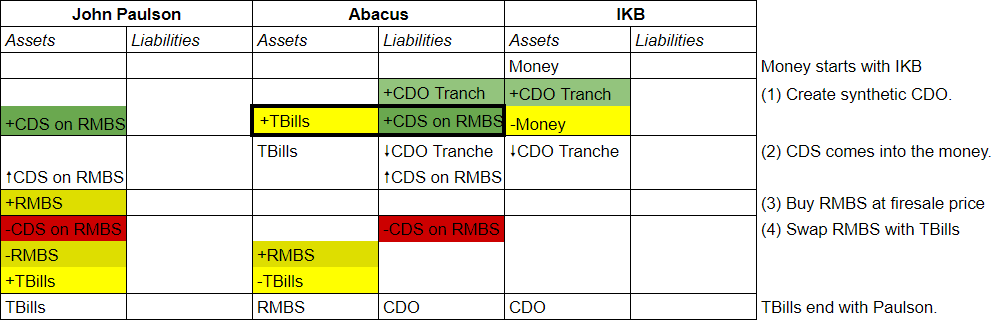 John Paulson Abacus IKB
Assets Liabilities Assets Liabilities Assets Liabilities
Money Money starts with IKB
+CDO Tranch +CDO Tranch (1) Create synthetic CDO.
+CDS on RMBS +TBills +CDS on RMBS -Money
TBills ↓CDO Tranche ↓CDO Tranche (2) CDS comes into the money.
↑CDS on RMBS ↑CDS on RMBS
+RMBS (3) Buy RMBS at firesale price
-CDS on RMBS -CDS on RMBS (4) Swap RMBS with TBills
-RMBS +RMBS
+TBills -TBills
TBills RMBS CDO CDO TBills end with Paulson.